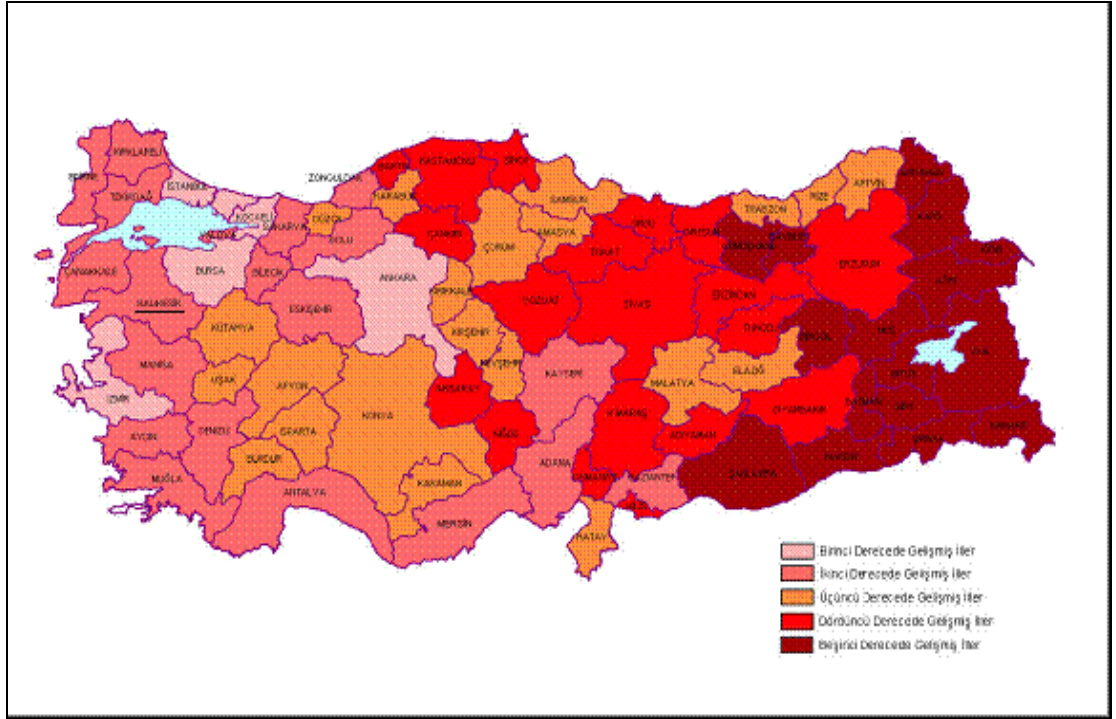 KIRKLARELİ
EDİRNE
TEKİRDAĞ
İSTANBUL
KOCAELİ
YALOVA
SAKARYA
ZONGULDAK
DÜZCE
BOLU
BARTIN
KARABÜK
KASTAMONU
SİNOP
ÇANKIRI
SAMSUN
AMASYA
ÇORUM
ORDU
TOKAT
GİRESUN
TRABZON
RİZE
ARTVİN
ARDAHAN
KARS
GÜMÜŞHANE
BAYBURT
ERZURUM
IĞDIR
AĞRI
ÇANAKKALE
BURSA
BİLECİK
ANKARA
BALIKESİR
ESKİŞEHİR
KIRIKKALE
YOZGAT
SİVAS
ERZİNCAN
KÜTAHYA
KIRŞEHİR
TUNCELİ
BİNGÖL
MUŞ
VAN
MANİSA
UŞAK
AFYON
NEVŞEHİR
KAYSERİ
MALATYA
ELAZIĞ
BİTLİS
İZMİR
AKSARAY
KONYA
DİYARBAKIR
BATMAN
SİİRT
AYDIN
DENİZLİ
ISPARTA
NİĞDE
K.MARAŞ
ADIYAMAN
ŞIRNAK
HAKKARİ
BURDUR
MARDİN
MUĞLA
ANTALYA
KARAMAN
ADANA
OSMANİYE
GAZİANTEP
ŞANLIURFA
KİLİS
MERSİN
HATAY
Birinci Derecede Gelişmiş İller
İkinci Derecede Gelişmiş İller
Üçüncü Derecede Gelişmiş İller
Dördüncü Derecede Gelişmiş İller
Beşinci Derecede Gelişmiş İller